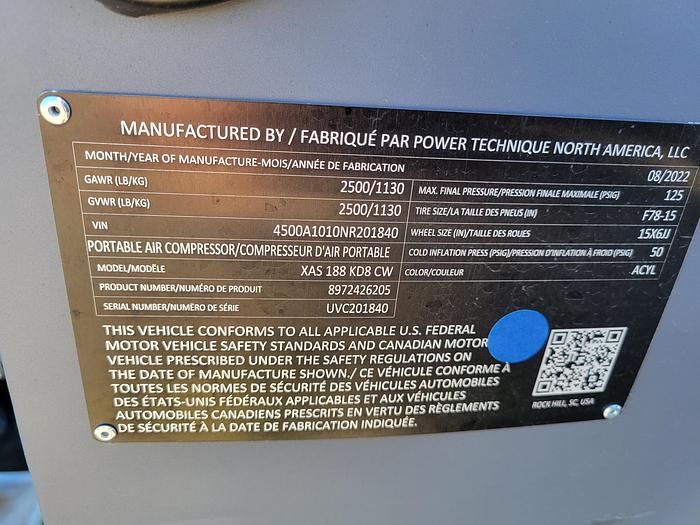 MANUFACTURED BY / FABRIQUÉ PAR POWER TECHNIQUE NORTH AMERICA, LLC
MONTH/YEAR OF MANUFACTURE-MOIS/ANNÉE DE FABRICATION 08/2022
GAWR (LB/KG) 2500/1130 MAX. FINAL PRESSURE/PRESSION FINALE MAXIMALE (PSIG) 125
GVWR (LB/KG) 2500/1130 TIRE SIZE/LA TAILLE DES PNEUS (IN) F78-15
VIN 4500A1010NR201840 WHEEL SIZE (IN)/TAILLE DES ROUES 15X6JJ
PORTABLE AIR COMPRESSOR/COMPRESSEUR D'AIR PORTABLE COLD INFLATION PRESS (PSIG)/PRESSION D'INFLATION À FROID (PSIG) 50
MODEL/MODÈLE XAS 188 KD8 CW COLOR/COULEUR ACYL
PRODUCT NUMBER/NUMÉRO DE PRODUIT 8972426205
SERIAL NUMBER/NUMÉRO DE SÉRIE UVC201840
THIS VEHICLE CONFORMS TO ALL APPLICABLE U.S. FEDERAL
MOTOR VEHICLE SAFETY STANDARDS AND CANADIAN MOTOR
VEHICLE PRESCRIBED UNDER THE SAFETY REGULATIONS ON
THE DATE OF MANUFACTURE SHOWN./ CE VÉHICULE CONFORME À
TOUTES LES NORMES DE SÉCURITÉ DES VÉHICULES AUTOMOBILES
DES ÉTATS-UNIS FÉDÉRAUX APPLICABLES ET AUX VÉHICULES
AUTOMOBILES CANADIENS PRESCRITS EN VERTU DES RÈGLEMENTS
DE SÉCURITÉ À LA DATE DE FABRICATION INDIQUÉE.
ROCK HILL, SC, USA